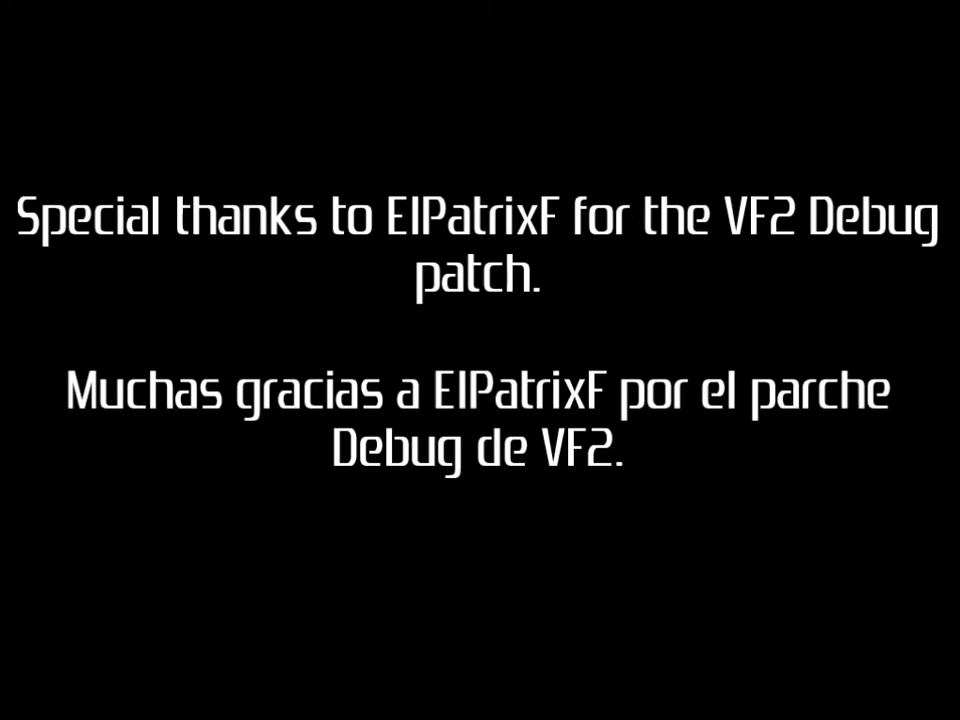 Special thanks to ElPatrixF for the VF2 Debug
patch.
Muchas gracias a ElPatrixF por el parche
Debug de VF2.